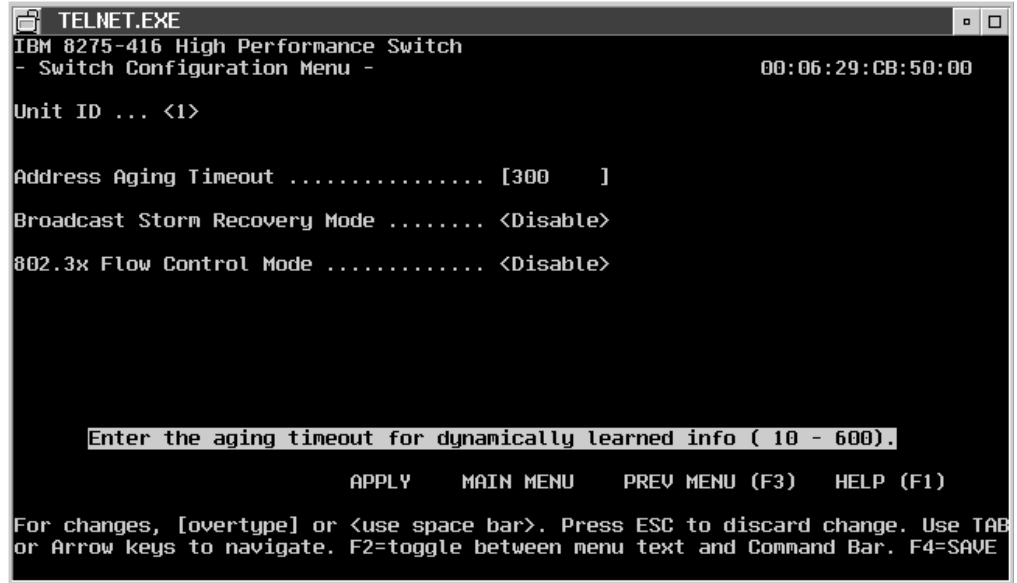 TELNET.EXE
IBM 8275-416 High Performance Switch
- Switch Configuration Menu - 00:06:29:CB:50:00
Unit ID ... <1>
Address Aging Timeout ................ [300    ]
Broadcast Storm Recovery Mode ........ <Disable>
802.3x Flow Control Mode ............. <Disable>
Enter the aging timeout for dynamically learned info ( 10 - 600).
APPLY MAIN MENU PREV MENU (F3) HELP (F1)
For changes, [overtype] or <use space bar>. Press ESC to discard change. Use TAB
or Arrow keys to navigate. F2=toggle between menu text and Command Bar. F4=SAVE